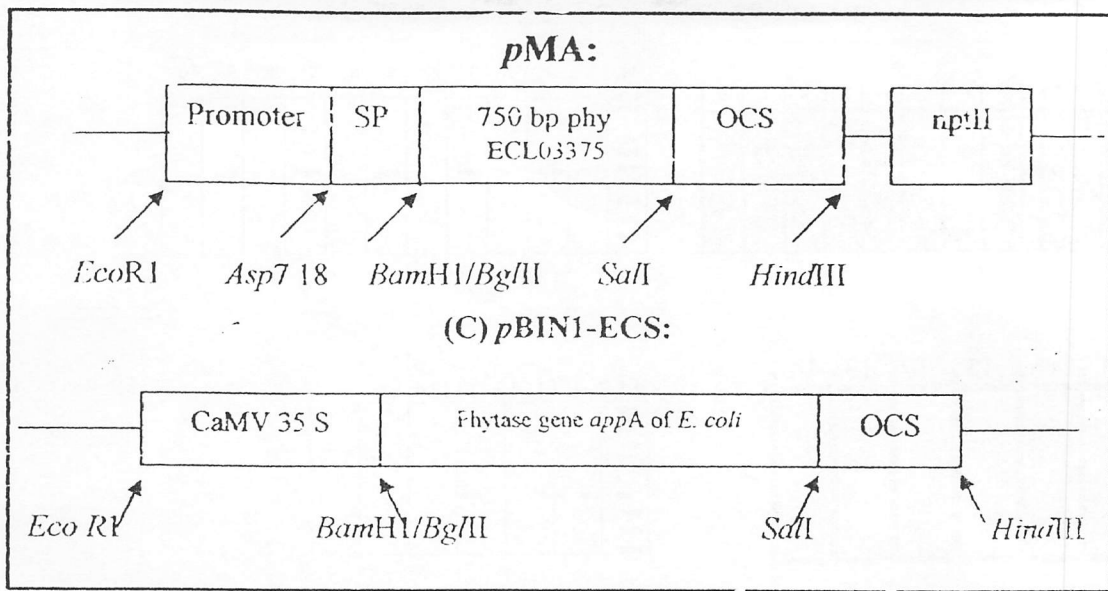 pMA:
Promoter SP 750 bp phy OCS nptII
ECL03375
EcoR1 Asp7 18 BamH1/BglII SalI HindIII
(C) pBIN1-ECS:
CaMV 35 S Phytase gene appA of E. coli OCS
Eco R1 BamH1/BglII SalI HindIII